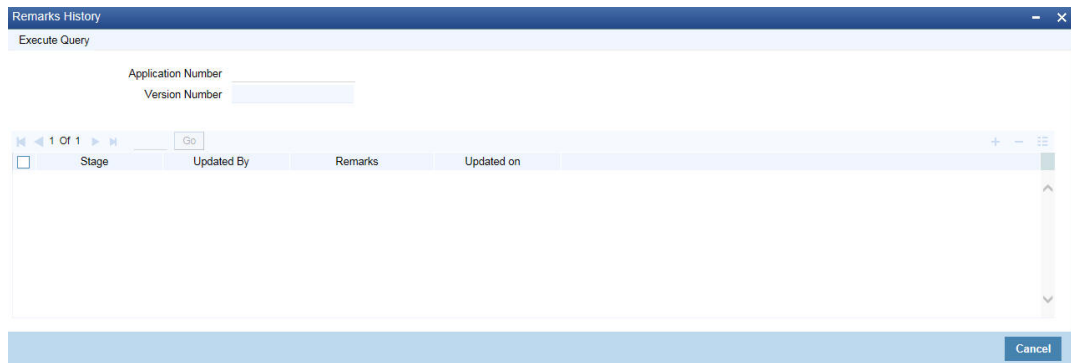 Remarks History
Execute Query
Application Number
Version Number
1 Of 1 Go
Stage Updated By Remarks Updated on
Cancel